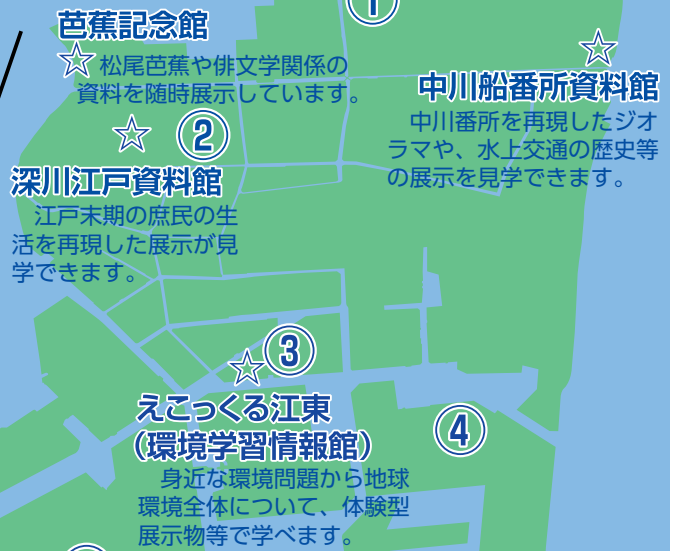 ①
芭蕉記念館
☆ 松尾芭蕉や俳文学関係の
資料を随時展示しています。
☆
中川船番所資料館
中川番所を再現したジオ
ラマや、水上交通の歴史等
の展示を見学できます。
☆ ②
深川江戸資料館
江戸末期の庶民の生
活を再現した展示が見
学できます。
☆ ③
えこっくる江東
（環境学習情報館）
身近な環境問題から地球
環境全体について、体験型
展示物等で学べます。
④